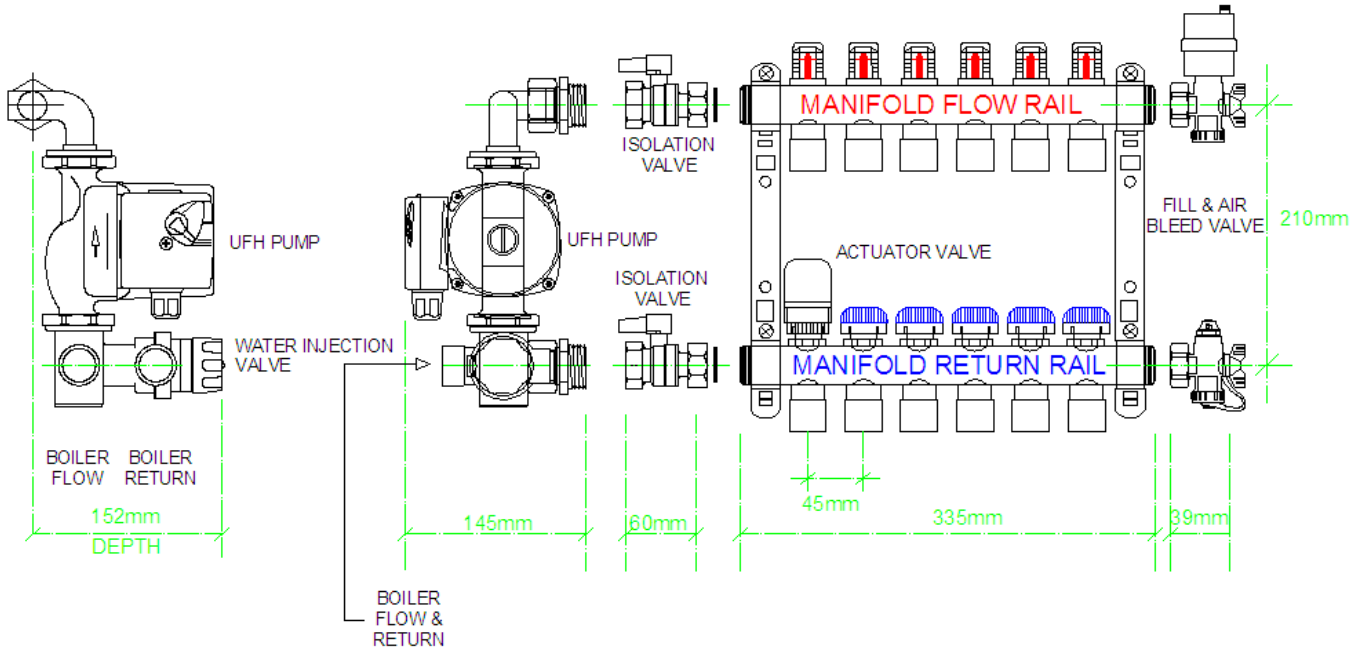 MANIFOLD FLOW RAIL
ISOLATION
VALVE
FILL & AIR
BLEED VALVE
210mm
UFH PUMP
UFH PUMP
ACTUATOR VALVE
ISOLATION
VALVE
WATER INJECTION
VALVE
MANIFOLD RETURN RAIL
BOILER
FLOW
BOILER
RETURN
152mm
DEPTH
145mm
60mm
45mm
335mm
39mm
BOILER
FLOW &
RETURN